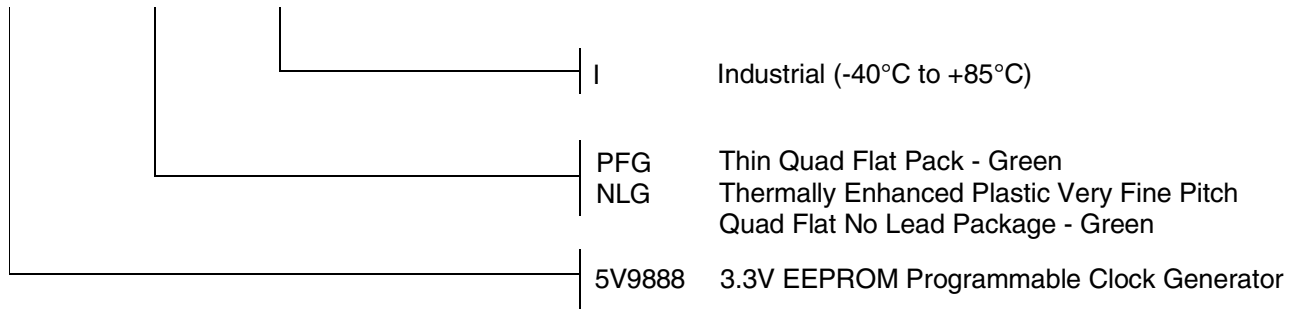 I Industrial (-40°C to +85°C)
PFG Thin Quad Flat Pack - Green
NLG Thermally Enhanced Plastic Very Fine Pitch
Quad Flat No Lead Package - Green
5V9888 3.3V EEPROM Programmable Clock Generator